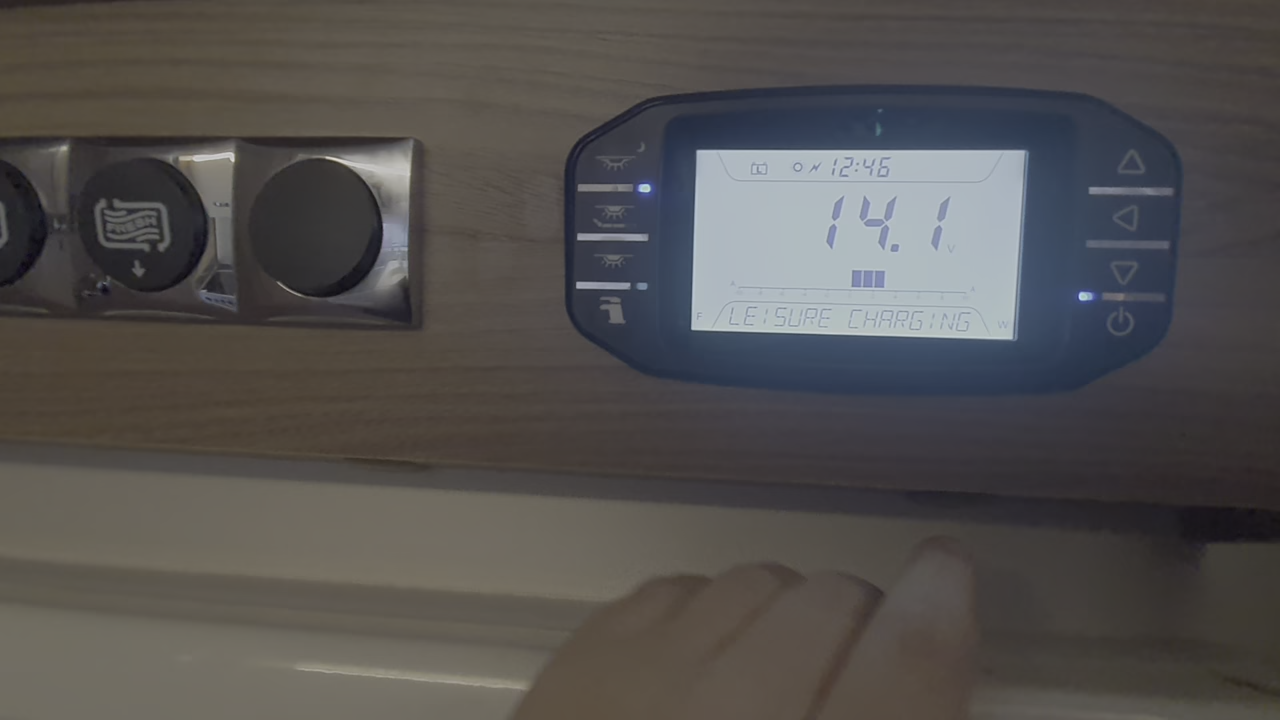 FRESH
L 12:46
14.1 V
A A
F LEISURE CHARGING W